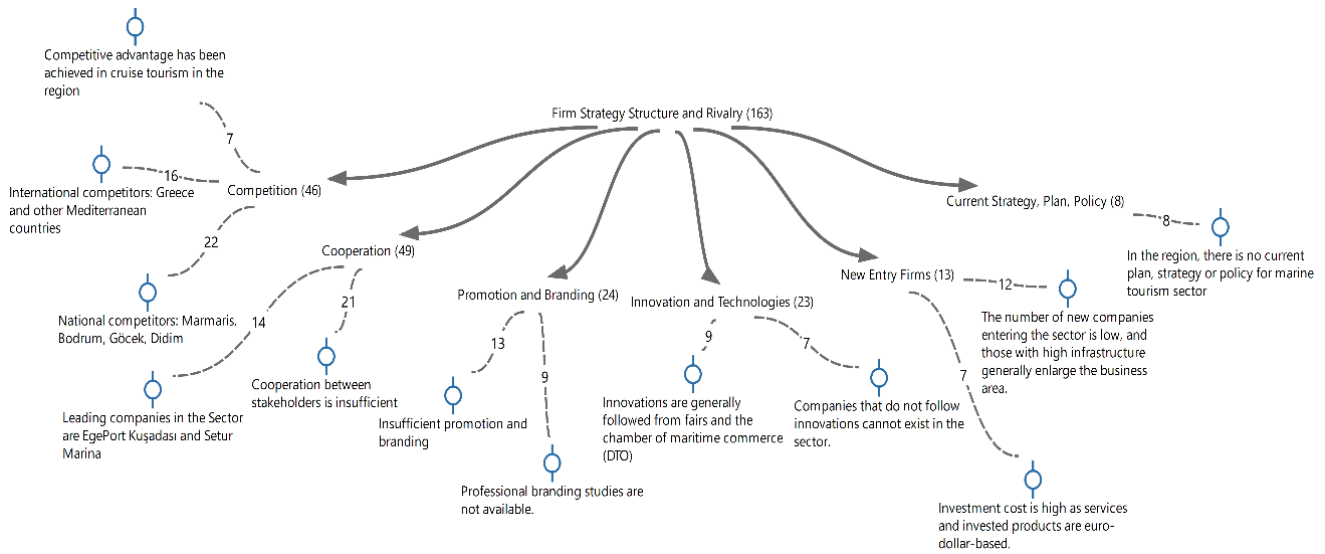 Competitive advantage has been
achieved in cruise tourism in the
region
Firm Strategy Structure and Rivalry (163)
7
16
International competitors: Greece
and other Mediterranean
countries
Competition (46)
22
National competitors: Marmaris,
Bodrum, Göcek, Didim
Cooperation (49)
14
21
Leading companies in the Sector
are EgePort Kuşadası and Setur
Marina
Cooperation between
stakeholders is insufficient
Promotion and Branding (24)
13
9
Insufficient promotion and
branding
Professional branding studies are
not available.
Innovation and Technologies (23)
9
7
Innovations are generally
followed from fairs and the
chamber of maritime commerce
(DTO)
Companies that do not follow
innovations cannot exist in the
sector.
New Entry Firms (13)
12
7
The number of new companies
entering the sector is low, and
those with high infrastructure
generally enlarge the business
area.
Investment cost is high as services
and invested products are euro-
dollar-based.
Current Strategy, Plan, Policy (8)
8
In the region, there is no current
plan, strategy or policy for marine
tourism sector